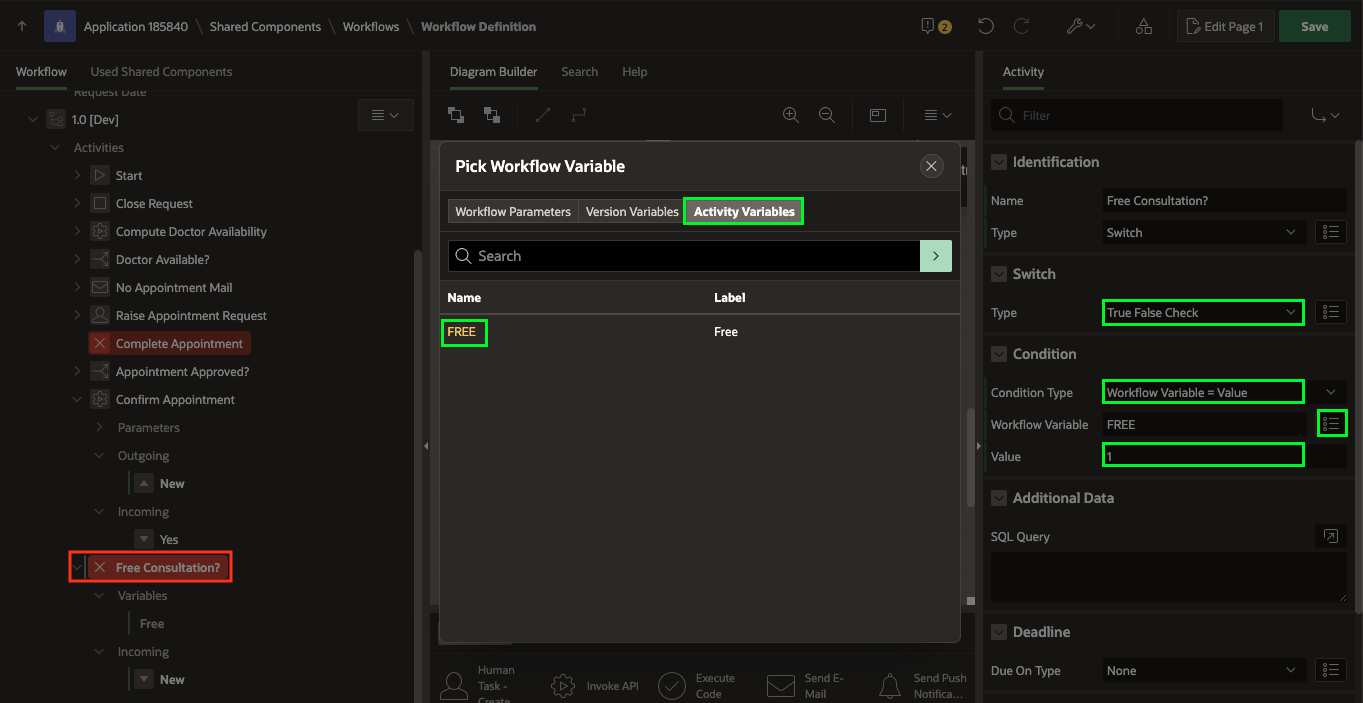 Application 185840 \ Shared Components \ Workflows \ Workflow Definition
2
Edit Page 1
Save
Workflow
Used Shared Components
Request Date
1.0 [Dev]
Activities
Start
Close Request
Compute Doctor Availability
Doctor Available?
No Appointment Mail
Raise Appointment Request
Complete Appointment
Appointment Approved?
Confirm Appointment
Parameters
Outgoing
New
Incoming
Yes
Free Consultation?
Variables
Free
Incoming
New
Diagram Builder
Search
Help
Pick Workflow Variable
Workflow Parameters
Version Variables
Activity Variables
Search
Name
Label
FREE
Free
Human
Task -
Create
Invoke API
Execute
Code
Send E-
Mail
Send Push
Notifica...
Activity
Filter
Identification
Name
Free Consultation?
Type
Switch
Switch
Type
True False Check
Condition
Condition Type
Workflow Variable = Value
Workflow Variable
FREE
Value
1
Additional Data
SQL Query
Deadline
Due On Type
None